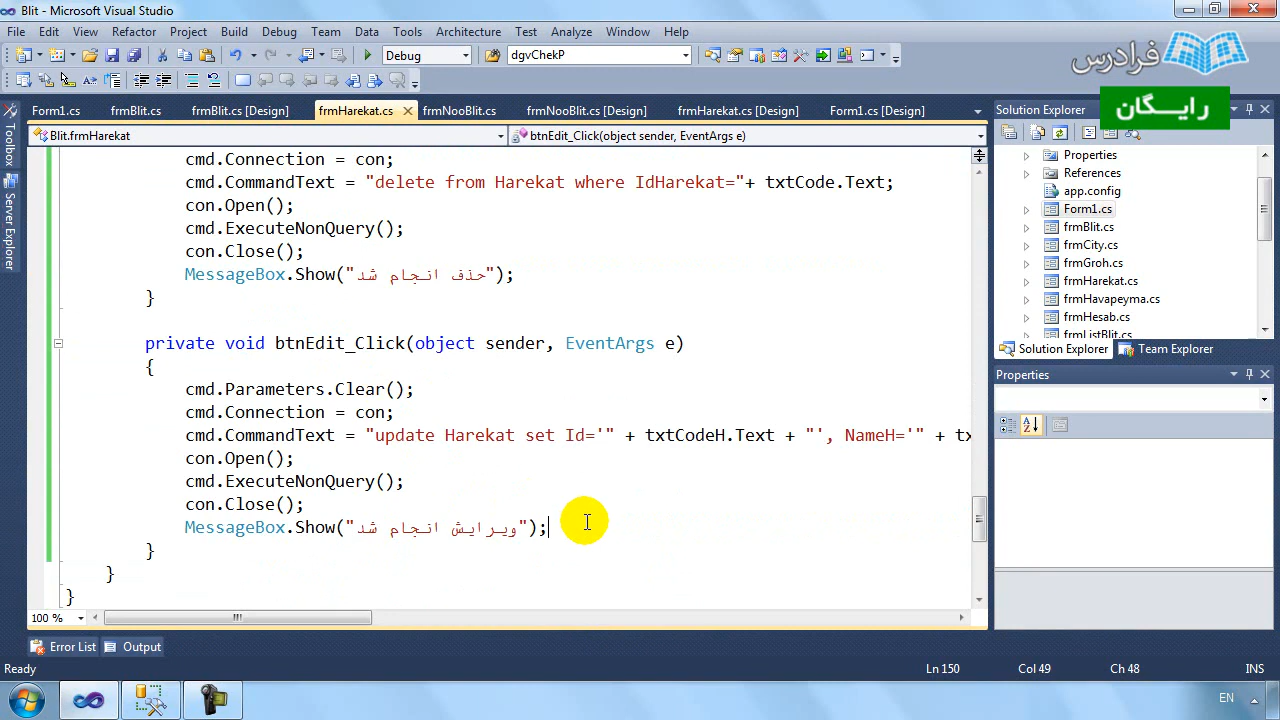 Blit - Microsoft Visual Studio
File Edit View Refactor Project Build Debug Team Data Tools Architecture Test Analyze Window Help
Debug dgvChekP
فرادرس
رایگان
Form1.cs frmBlit.cs frmBlit.cs [Design] frmHarekat.cs frmNooBlit.cs frmNooBlit.cs [Design] frmHarekat.cs [Design] Form1.cs [Design]
Blit.frmHarekat btnEdit_Click(object sender, EventArgs e)
Toolbox
Server Explorer
cmd.Connection = con;
cmd.CommandText = "delete from Harekat where IdHarekat="+ txtCode.Text;
con.Open();
cmd.ExecuteNonQuery();
con.Close();
MessageBox.Show("حذف انجام شد");
}
private void btnEdit_Click(object sender, EventArgs e)
{
cmd.Parameters.Clear();
cmd.Connection = con;
cmd.CommandText = "update Harekat set Id='" + txtCodeH.Text + "', NameH='" + tx
con.Open();
cmd.ExecuteNonQuery();
con.Close();
MessageBox.Show("ویرایش انجام شد");
}
}
}
100 %
Solution Explorer
Properties
References
app.config
Form1.cs
frmBlit.cs
frmCity.cs
frmGroh.cs
frmHarekat.cs
frmHavapeyma.cs
frmHesab.cs
frmListBlit.cs
Solution Explorer Team Explorer
Properties
Error List Output
Ready Ln 150 Col 49 Ch 48 INS
EN